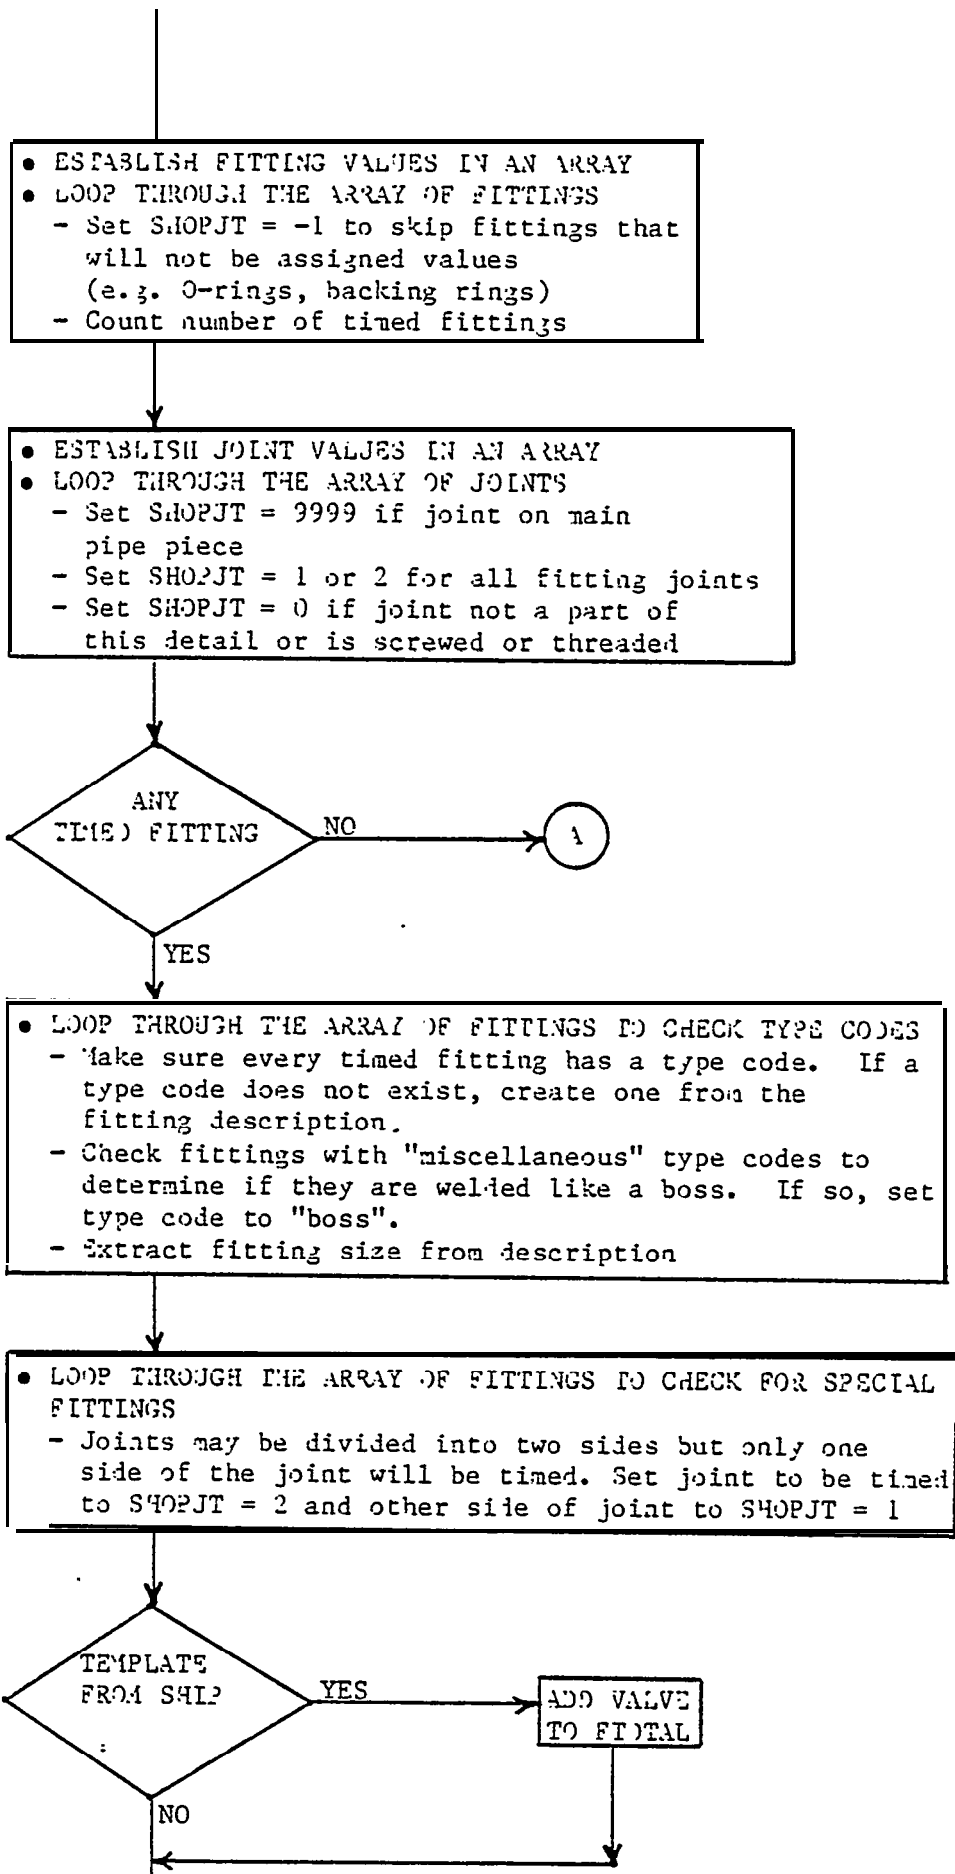 • ESTABLISH FITTING VALUES IN AN ARRAY
• LOOP THROUGH THE ARRAY OF FITTINGS
- Set SHOPJT = -1 to skip fittings that
will not be assigned values
(e.g. O-rings, backing rings)
- Count number of timed fittings
• ESTABLISH JOINT VALUES IN AN ARRAY
• LOOP THROUGH THE ARRAY OF JOINTS
- Set SHOPJT = 9999 if joint on main
pipe piece
- Set SHOPJT = 1 or 2 for all fitting joints
- Set SHOPJT = 0 if joint not a part of
this detail or is screwed or threaded
ANY
TIMED FITTING
NO
A
YES
• LOOP THROUGH THE ARRAY OF FITTINGS TO CHECK TYPE CODES
- Make sure every timed fitting has a type code. If a
type code does not exist, create one from the
fitting description.
- Check fittings with "miscellaneous" type codes to
determine if they are welded like a boss. If so, set
type code to "boss".
- Extract fitting size from description
• LOOP THROUGH THE ARRAY OF FITTINGS TO CHECK FOR SPECIAL
FITTINGS
- Joints may be divided into two sides but only one
side of the joint will be timed. Set joint to be timed
to SHOPJT = 2 and other side of joint to SHOPJT = 1
TEMPLATE
FROM SHIP
YES
ADD VALVE
TO FTOTAL
NO